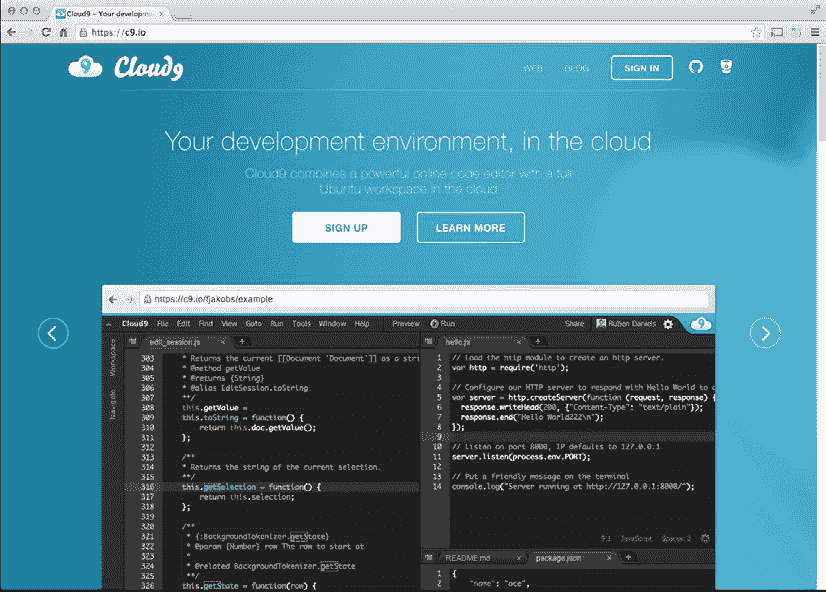 Cloud9 - Your developme
https://c9.io
9 Cloud9
WEB BLOG SIGN IN
Your development environment, in the cloud
Cloud9 combines a powerful online code editor with a full
Ubuntu workspace in the cloud
SIGN UP LEARN MORE
https://c9.io/fjakobs/example
Cloud9 File Edit Find View Goto Run Tools Window Help Preview Run Share Ruben Daniels 9
Workspace
Navigate
edit_session.js
303 * Returns the current [[Document `Document`]] as a stri
304 * @method getValue
305 * @returns {String}
306 * @alias EditSession.toString
307 **/
308 this.getValue =
309 this.toString = function() {
310 return this.doc.getValue();
311 };
312
313 /**
314 * Returns the string of the current selection.
315 **/
316 this.getSelection = function() {
317 return this.selection;
318 };
319
320 /**
321 * {:BackgroundTokenizer.getState}
322 * @param {Number} row The row to start at
323 *
324 * @related BackgroundTokenizer.getState
325 **/
326 this.getState = function(row) {
hello.js
1 // Load the http module to create an http server.
2 var http = require('http');
3
4 // Configure our HTTP server to respond with Hello World to
5 var server = http.createServer(function (request, response) {
6 response.writeHead(200, {"Content-Type": "text/plain"});
7 response.end("Hello World222\n");
8 });
9
10 // Listen on port 8000, IP defaults to 127.0.0.1
11 server.listen(process.env.PORT);
12
13 // Put a friendly message on the terminal
14 console.log("Server running at http://127.0.0.1:8000/");
9:1 JavaScript Spaces: 2
README.md package.json
1 {
2 "name": "ace",